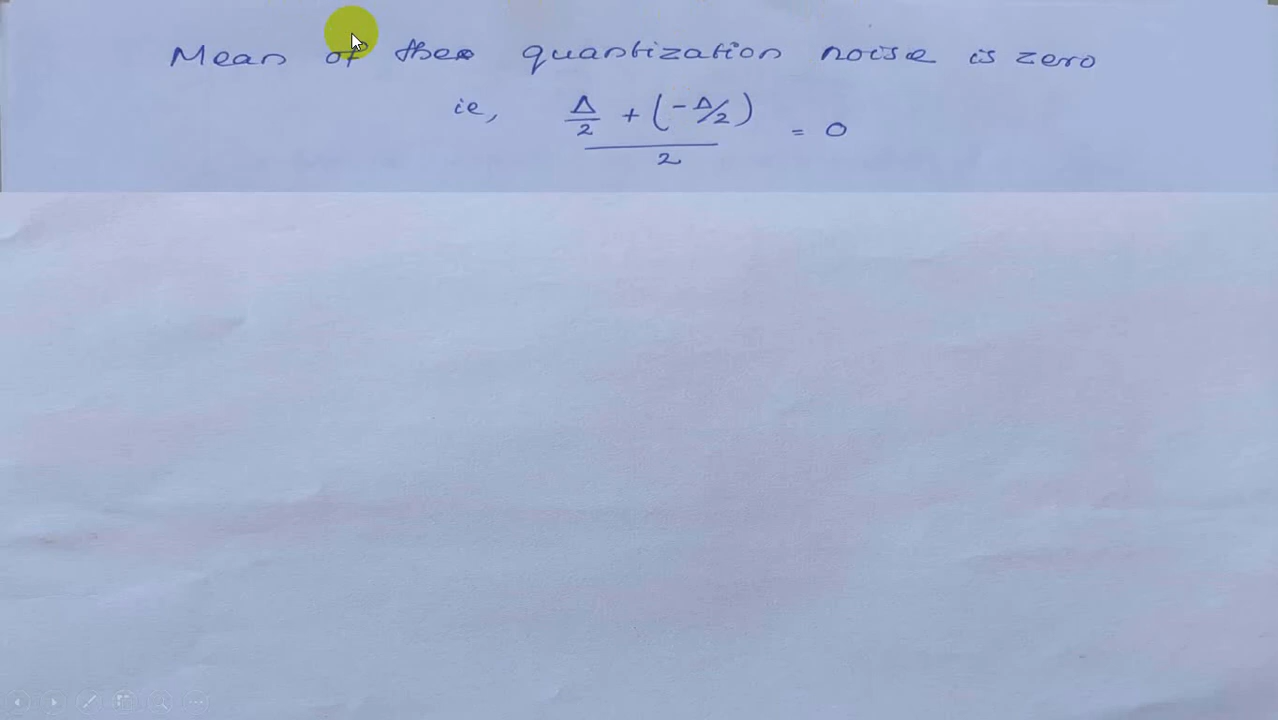 Mean of the quantization noise is zero
ie, Δ/2 + (-Δ/2) / 2 = 0